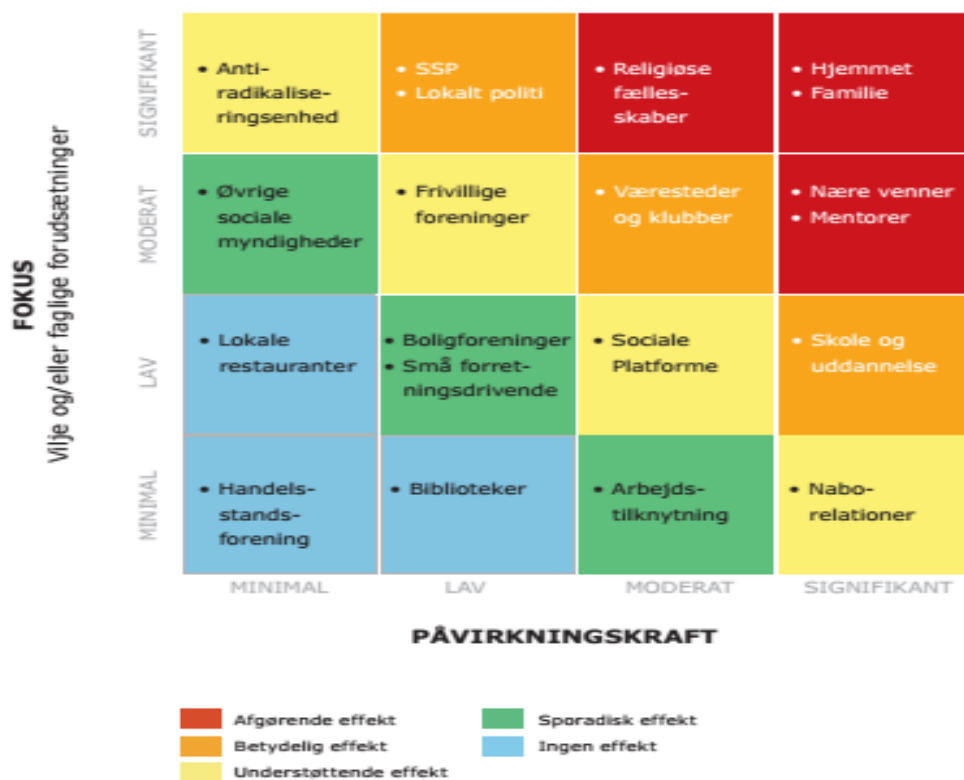 SIGNIFIKANT
• Anti-
radikalise-
ringsenhed
• SSP
• Lokalt politi
• Religiøse
fælles-
skaber
• Hjemmet
• Familie
MODERAT
• Øvrige
sociale
myndigheder
• Frivillige
foreninger
• Væresteder
og klubber
• Nære venner
• Mentorer
FOKUS
Vilje og/eller faglige forudsætninger
LAV
• Lokale
restauranter
• Boligforeninger
• Små forret-
ningsdrivende
• Sociale
Platforme
• Skole og
uddannelse
MINIMAL
• Handels-
stands-
forening
• Biblioteker
• Arbejds-
tilknytning
• Nabo-
relationer
MINIMAL
LAV
MODERAT
SIGNIFIKANT
PÅVIRKNINGSKRAFT
Afgørende effekt
Betydelig effekt
Understøttende effekt
Sporadisk effekt
Ingen effekt